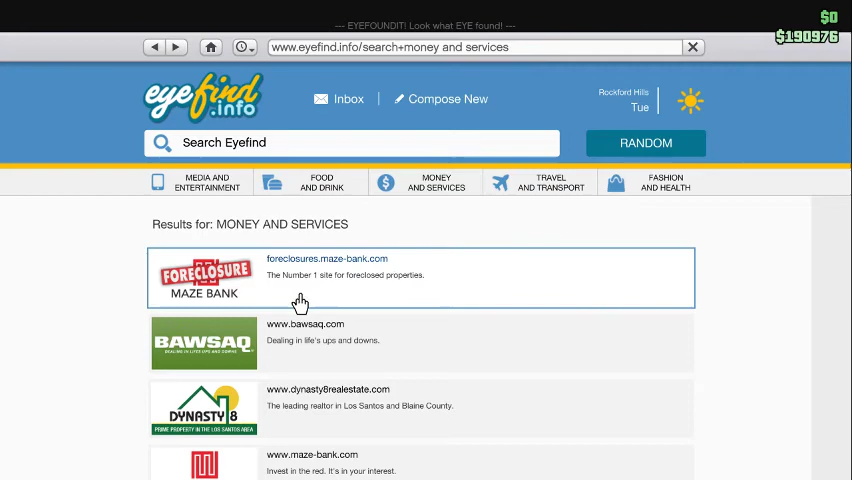 --- EYEFOUNDIT! Look what EYE found! ---
$0
$190976
www.eyefind.info/search+money and services
eyefind.info
Inbox
Compose New
Rockford Hills
Tue
Search Eyefind
RANDOM
MEDIA AND ENTERTAINMENT
FOOD AND DRINK
MONEY AND SERVICES
TRAVEL AND TRANSPORT
FASHION AND HEALTH
Results for: MONEY AND SERVICES
FORECLOSURE
MAZE BANK
foreclosures.maze-bank.com
The Number 1 site for foreclosed properties.
BAWSAQ
DEALING IN LIFE'S UPS AND DOWNS
www.bawsaq.com
Dealing in life's ups and downs.
DYNASTY 8
PRIME PROPERTY IN THE LOS SANTOS AREA
www.dynasty8realestate.com
The leading realtor in Los Santos and Blaine County.
www.maze-bank.com
Invest in the red. It's in your interest.